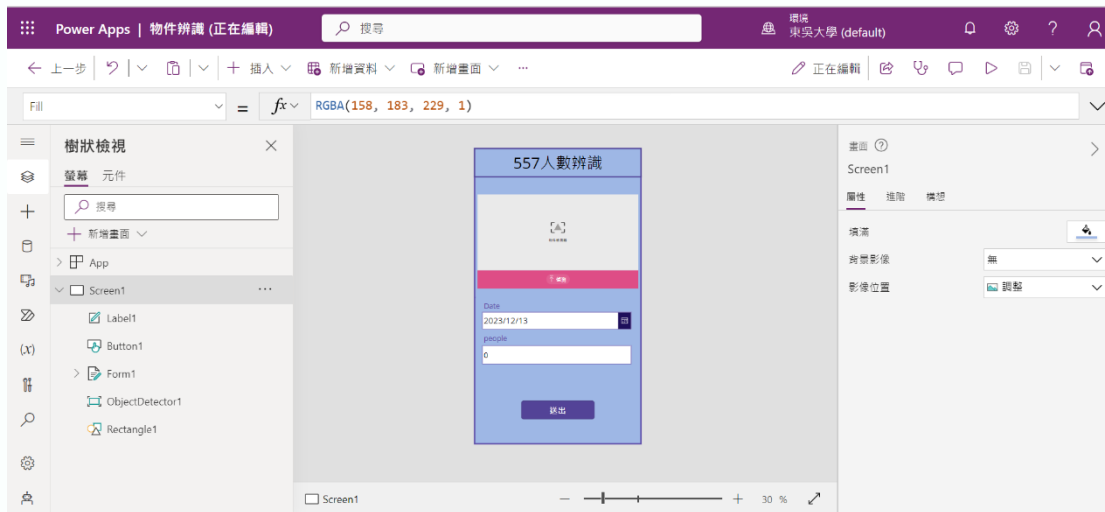 Power Apps | 物件辨識 (正在編輯)
搜尋
環境
東吳大學 (default)
上一步
插入
新增資料
新增畫面
正在編輯
Fill
=
fx
RGBA(158, 183, 229, 1)
樹狀檢視
螢幕 元件
搜尋
新增畫面
App
Screen1
Label1
Button1
Form1
ObjectDetector1
Rectangle1
557人數辨識
Date
2023/12/13
people
0
送出
Screen1
30 %
畫面
Screen1
屬性 進階 構想
填滿
背景影像 無
影像位置 調整